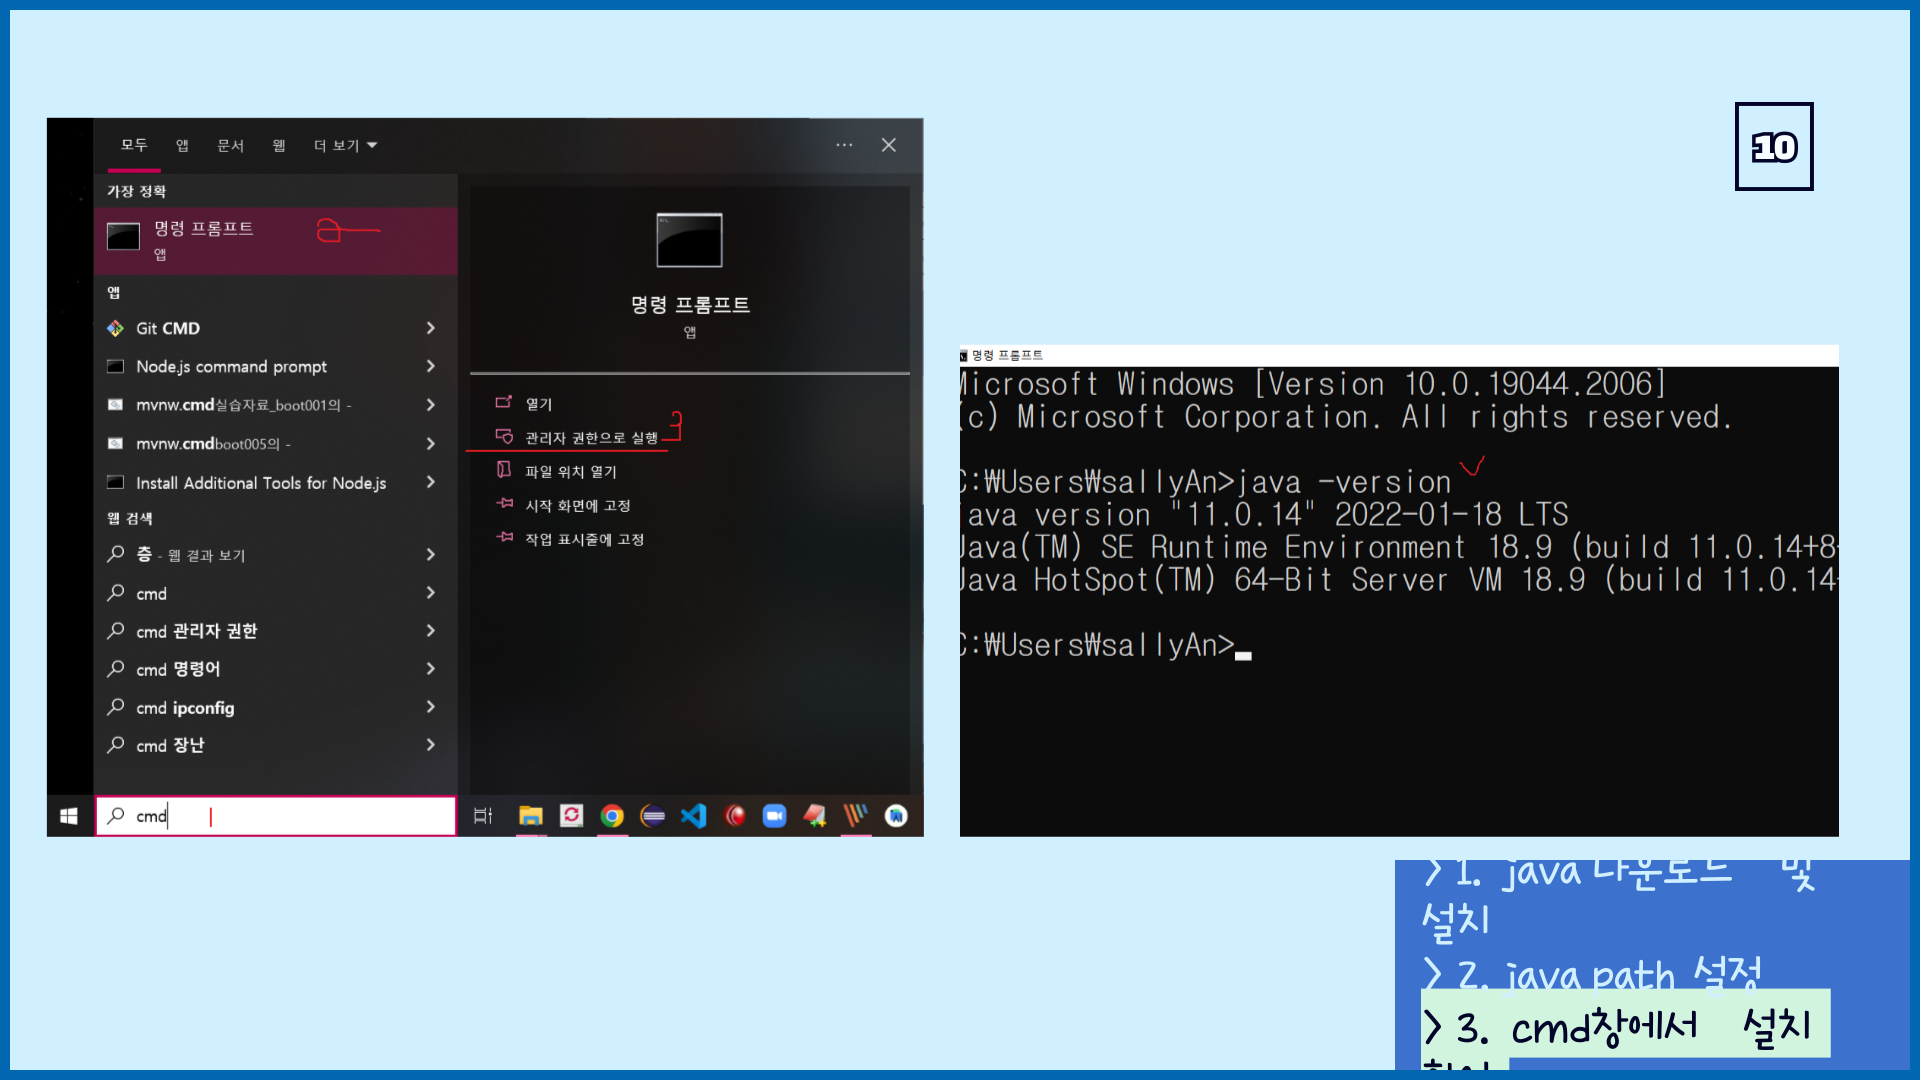 10
모두 앱 문서 웹 더 보기
가장 정확
명령 프롬프트
앱
2
앱
Git CMD
Node.js command prompt
mvnw.cmd실습자료_boot001의 -
mvnw.cmdboot005의 -
Install Additional Tools for Node.js
웹 검색
층 - 웹 결과 보기
cmd
cmd 관리자 권한
cmd 명령어
cmd ipconfig
cmd 장난
cmd
1
명령 프롬프트
앱
열기
관리자 권한으로 실행
3
파일 위치 열기
시작 화면에 고정
작업 표시줄에 고정
명령 프롬프트
Microsoft Windows [Version 10.0.19044.2006]
(c) Microsoft Corporation. All rights reserved.
C:₩Users₩sallyAn>java -version
java version "11.0.14" 2022-01-18 LTS
Java(TM) SE Runtime Environment 18.9 (build 11.0.14+8-
Java HotSpot(TM) 64-Bit Server VM 18.9 (build 11.0.14+
C:₩Users₩sallyAn>
> 1. java 다운로드 및
설치
> 2. java path 설정
> 3. cmd창에서 설치